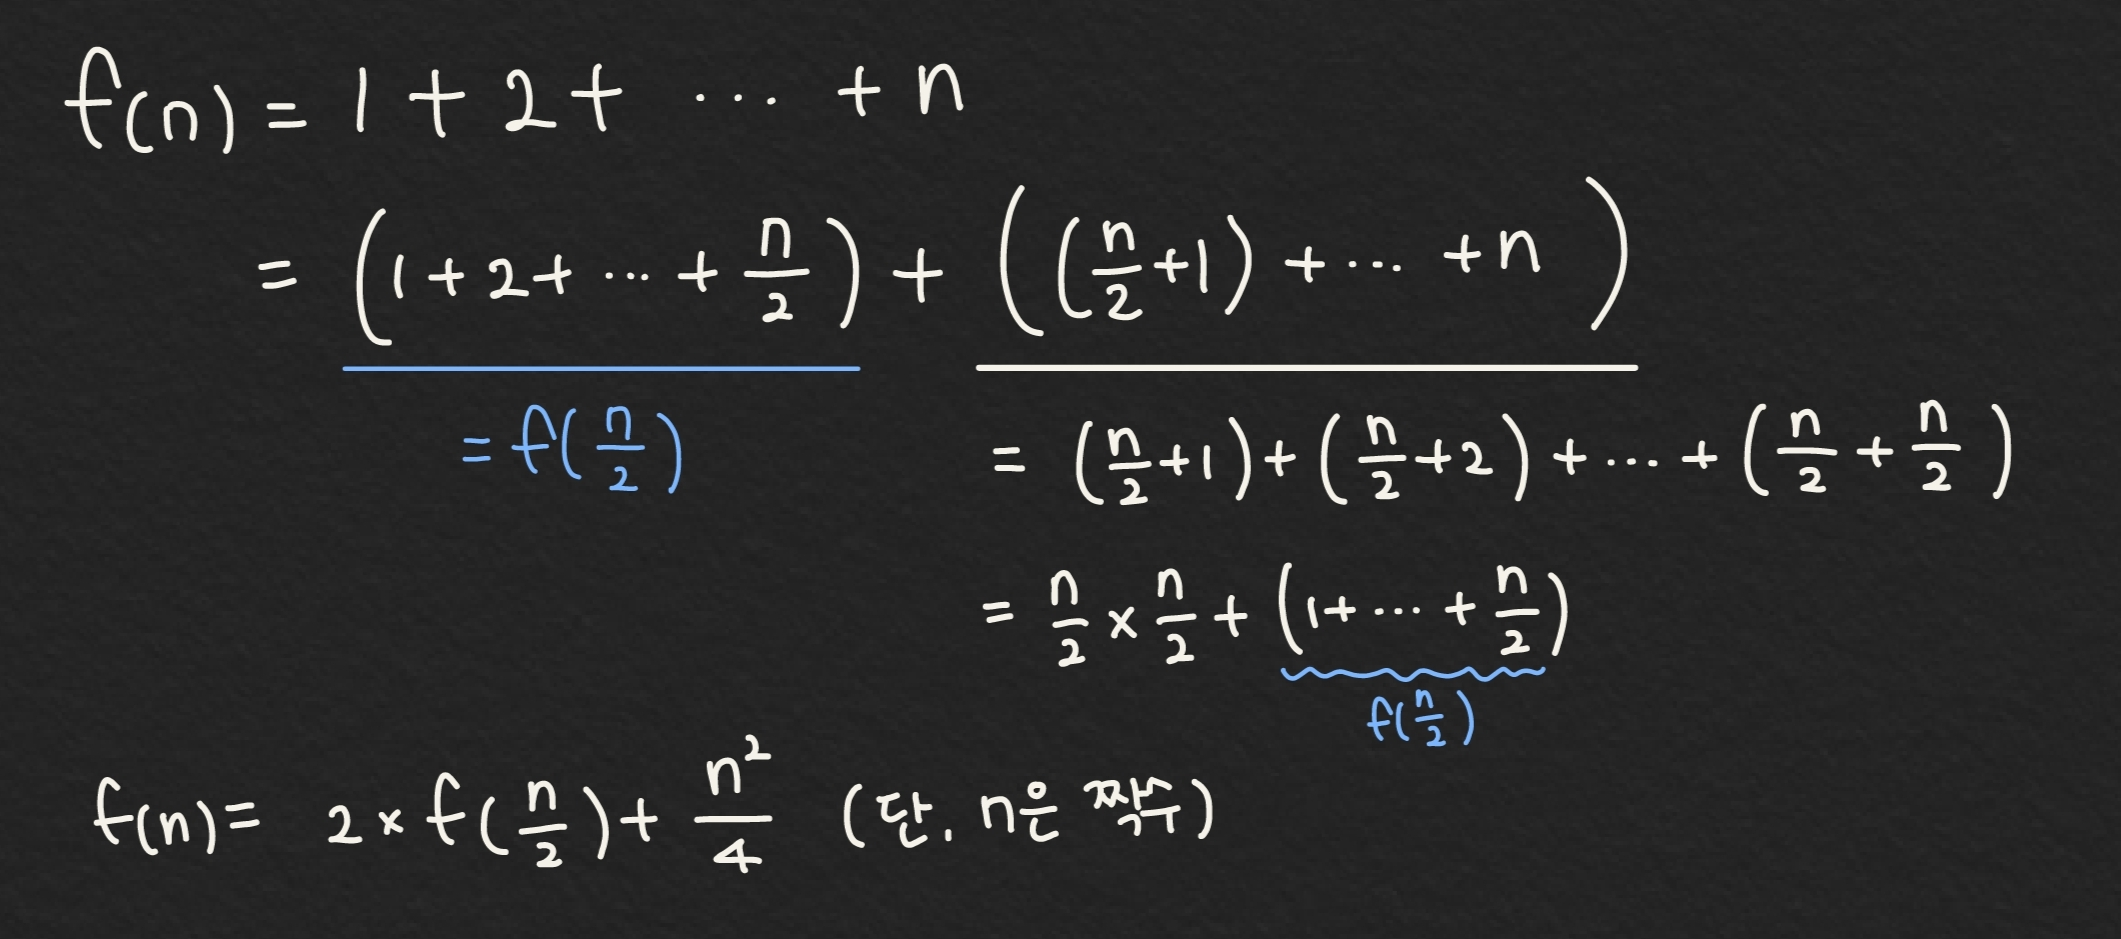 f(n) = 1 + 2 + ... + n
= (1 + 2 + ... + n/2) + ((n/2 + 1) + ... + n)
= f(n/2)
= (n/2 + 1) + (n/2 + 2) + ... + (n/2 + n/2)
= n/2 × n/2 + (1 + ... + n/2)
f(n/2)
f(n) = 2 × f(n/2) + n²/4 (단, n은 짝수)